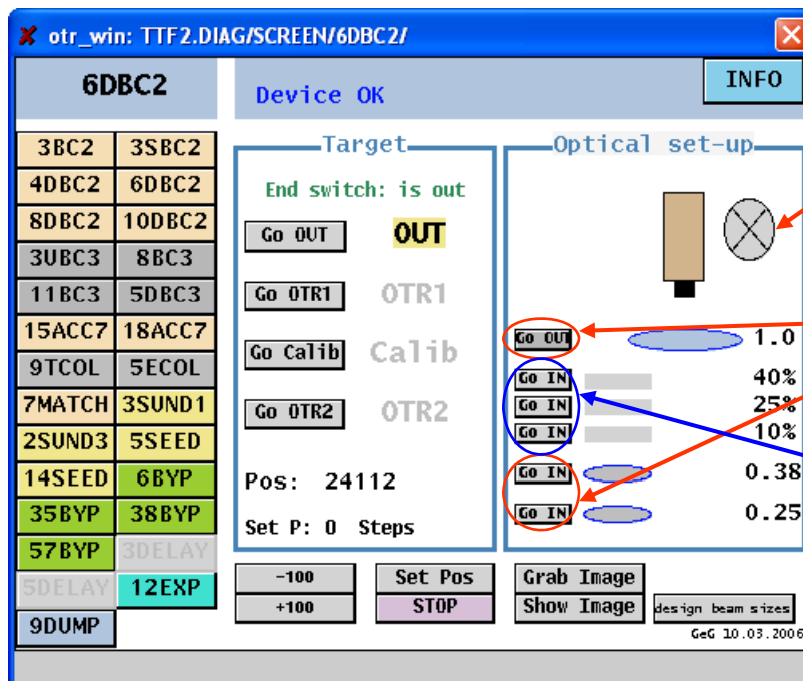 otr_win: TTF2.DIAG/SCREEN/6DBC2/
6DBC2
Device OK
INFO
3BC2 3SBC2
4DBC2 6DBC2
8DBC2 10DBC2
3UBC3 8BC3
11BC3 5DBC3
15ACC7 18ACC7
9TCOL 5ECOL
7MATCH 3SUND1
2SUND3 5SEED
14SEED 6BYP
35BYP 38BYP
57BYP 3DELAY
5DELAY 12EXP
9DUMP
Target
End switch: is out
Go OUT OUT
Go OTR1 OTR1
Go Calib Calib
Go OTR2 OTR2
Pos: 24112
Set P: 0 Steps
Optical set-up
Go OUT 1.0
Go IN 40%
Go IN 25%
Go IN 10%
Go IN 0.38
Go IN 0.25
-100 Set Pos Grab Image
+100 STOP Show Image design beam sizes
GeG 10.03.2006